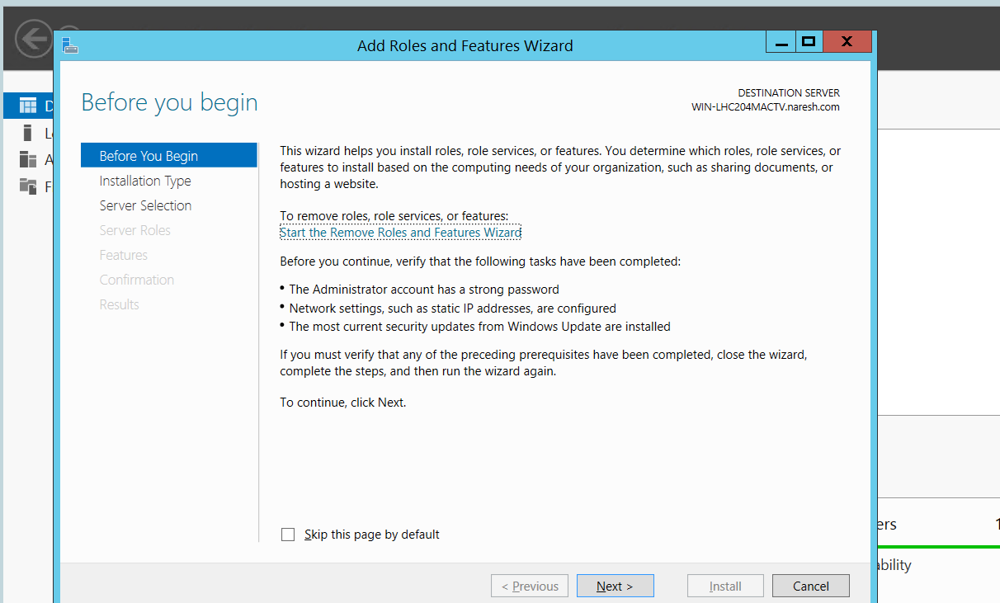 Add Roles and Features Wizard
X
Before you begin
DESTINATION SERVER
WIN-LHC204MACTV.naresh.com
Before You Begin
Installation Type
Server Selection
Server Roles
Features
Confirmation
Results
This wizard helps you install roles, role services, or features. You determine which roles, role services, or
features to install based on the computing needs of your organization, such as sharing documents, or
hosting a website.
To remove roles, role services, or features:
Start the Remove Roles and Features Wizard
Before you continue, verify that the following tasks have been completed:
• The Administrator account has a strong password
• Network settings, such as static IP addresses, are configured
• The most current security updates from Windows Update are installed
If you must verify that any of the preceding prerequisites have been completed, close the wizard,
complete the steps, and then run the wizard again.
To continue, click Next.
Skip this page by default
< Previous
Next >
Install
Cancel